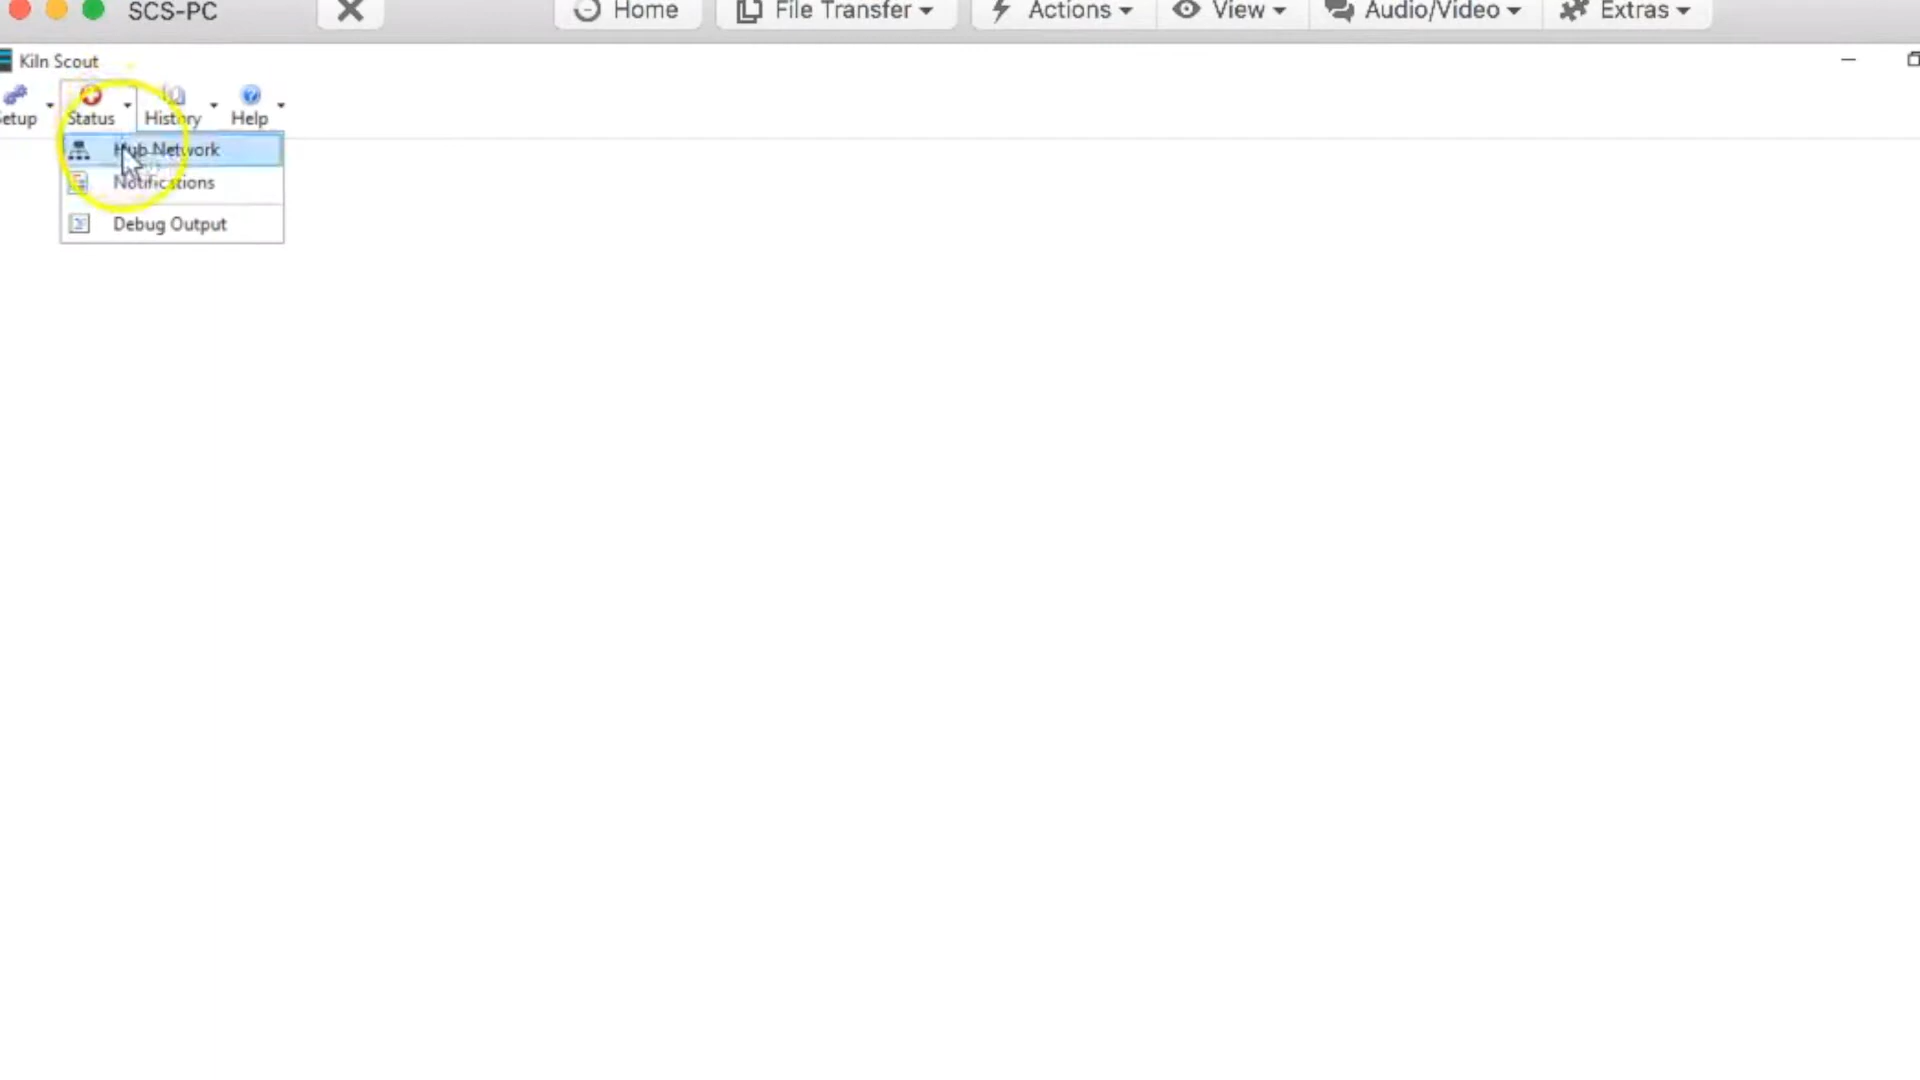 SCS-PC Home File Transfer Actions View Audio/Video Extras
Kiln Scout
etup Status History Help
Hub Network
Notifications
Debug Output